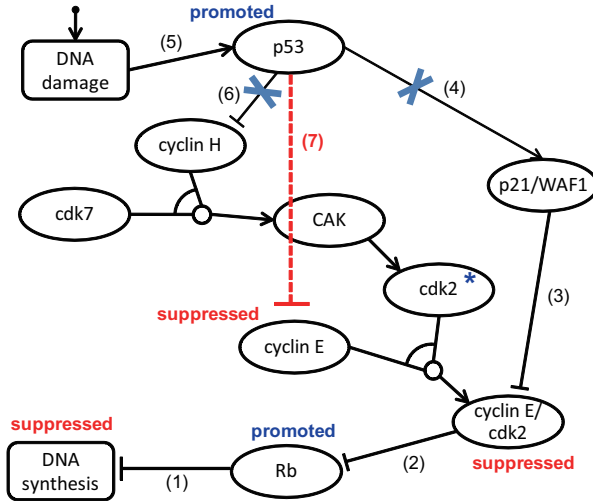 promoted
DNA
damage
(5)
p53
(6)
(4)
cyclin H
(7)
p21/WAF1
cdk7
CAK
cdk2 *
(3)
suppressed
cyclin E
cyclin E/
cdk2
suppressed
suppressed
promoted
DNA
synthesis
(1)
Rb
(2)